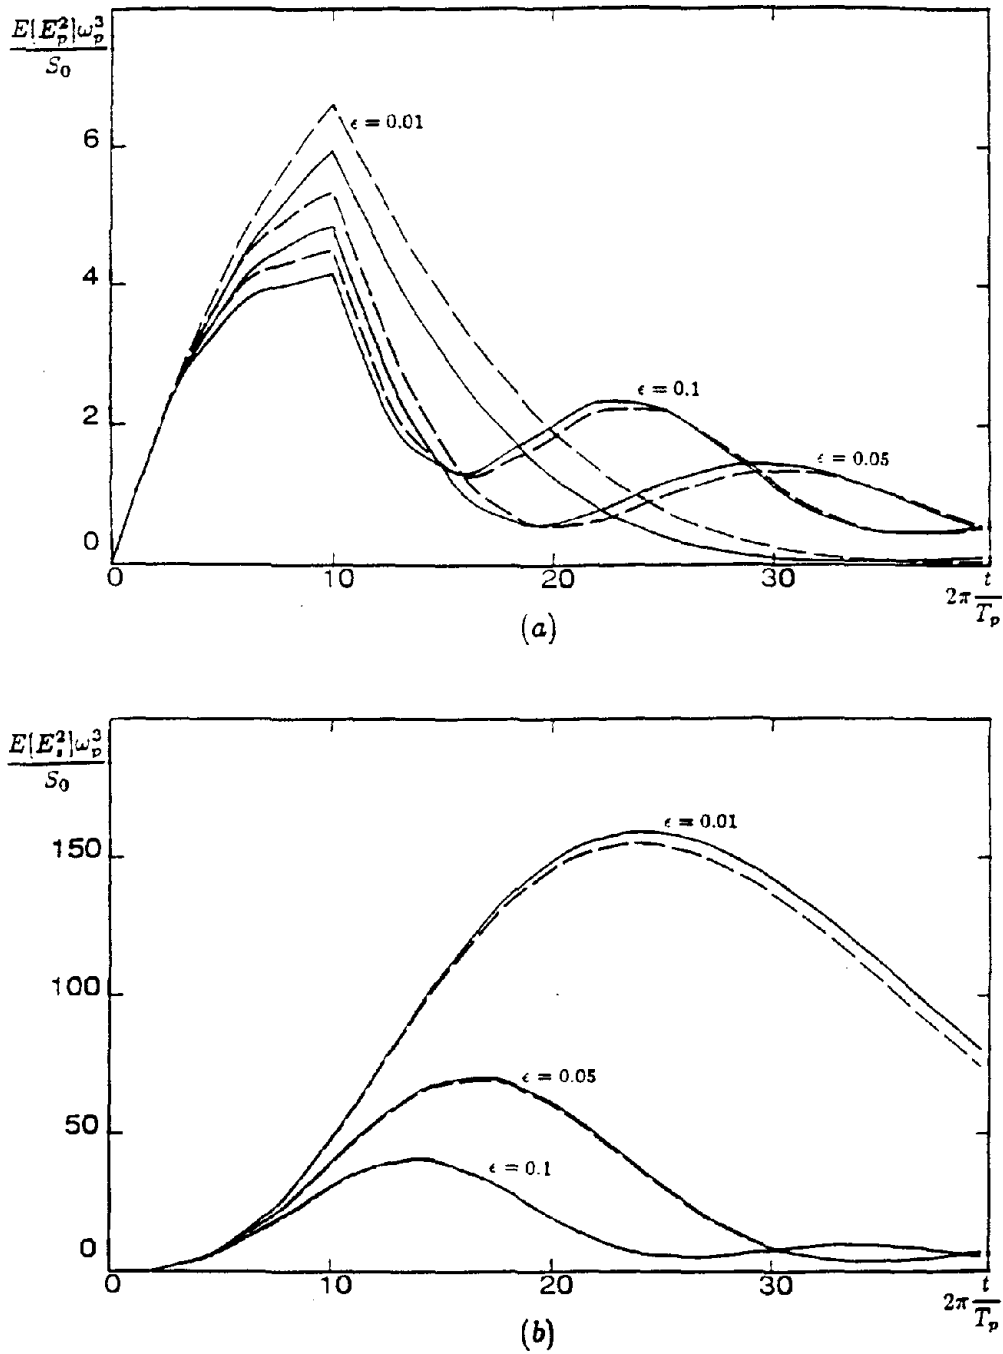 E[E_p^2]ω_p^3
S_0
6
4
2
0
ϵ = 0.01
ϵ = 0.1
ϵ = 0.05
0 10 20 30
2π t/T_p
(a)
E[E_s^2]ω_p^3
S_0
150
100
50
0
ϵ = 0.01
ϵ = 0.05
ϵ = 0.1
0 10 20 30
2π t/T_p
(b)